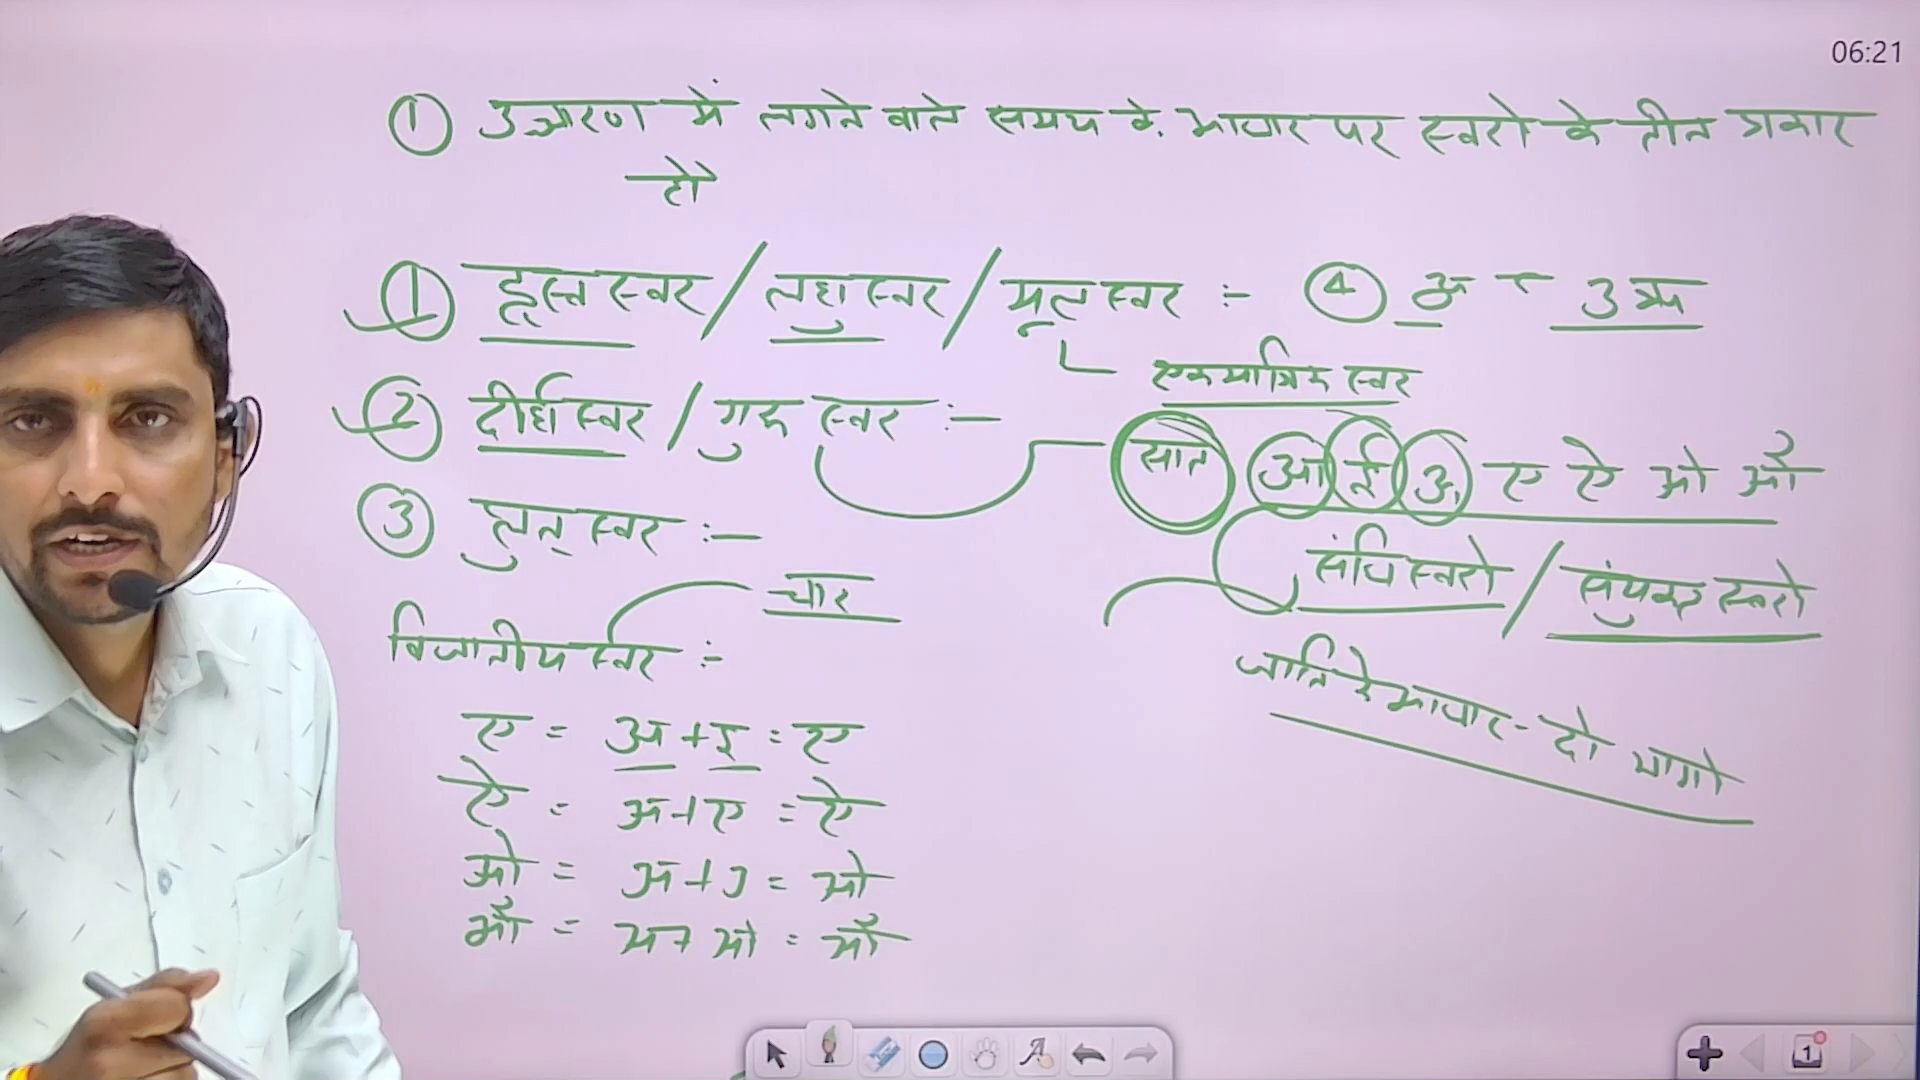 06:21
① उच्चारण में लगने वाले समय के आधार पर स्वरों के तीन प्रकार
है
① ह्रस्व स्वर / लघु स्वर / मूल स्वर :- ④ अ इ उ ऋ
एकमात्रिक स्वर
② दीर्घ स्वर / गुरु स्वर :- सात आ ई ऊ ए ऐ ओ औ
③ प्लुत् स्वर :-
संधि स्वरो / संयुक्त स्वरो
चार
विजातीय स्वर :-
जाति के आधार - दो भागो
ए = अ + इ = ए
ऐ = अ + ए = ऐ
ओ = अ + उ = ओ
औ = अ + ओ = औ
1